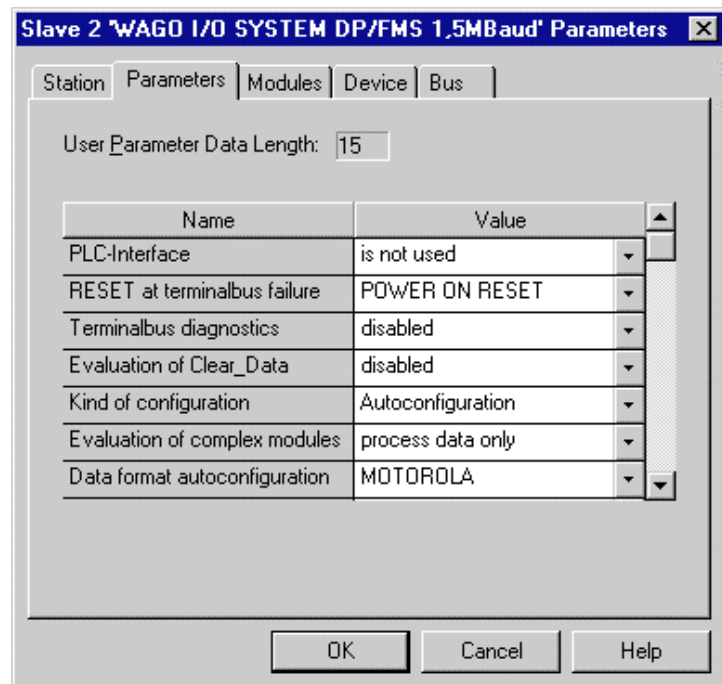 Slave 2 'WAGO I/O SYSTEM DP/FMS 1,5MBaud' Parameters
Station Parameters Modules Device Bus
User Parameter Data Length: 15
Name Value
PLC-Interface is not used
RESET at terminalbus failure POWER ON RESET
Terminalbus diagnostics disabled
Evaluation of Clear_Data disabled
Kind of configuration Autoconfiguration
Evaluation of complex modules process data only
Data format autoconfiguration MOTOROLA
OK Cancel Help